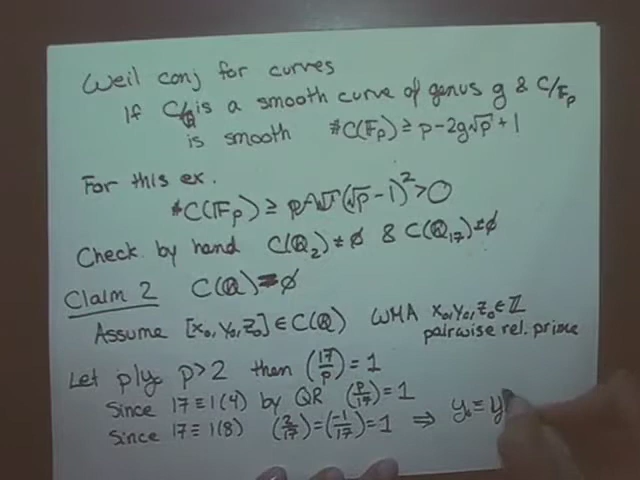 Weil conj for curves
If C/Q is a smooth curve of genus g & C/Fp
is smooth #C(Fp) ≥ p - 2g√p + 1
For this ex.
#C(Fp) ≥ (√p - 1)² > 0
Check by hand C(Q₂) ≠ ∅ & C(Q₁₇) ≠ ∅
Claim 2 C(Q) = ∅
Assume [x₀, y₀, z₀] ∈ C(Q) WMA x₀, y₀, z₀ ∈ Z
pairwise rel. prime
Let p|y₀ p > 2 then (17/p) = 1
Since 17 ≡ 1(4) by QR (p/17) = 1
Since 17 ≡ 1(8) (2/17) = (-1/17) = 1 ⇒ y₀ ≡ y